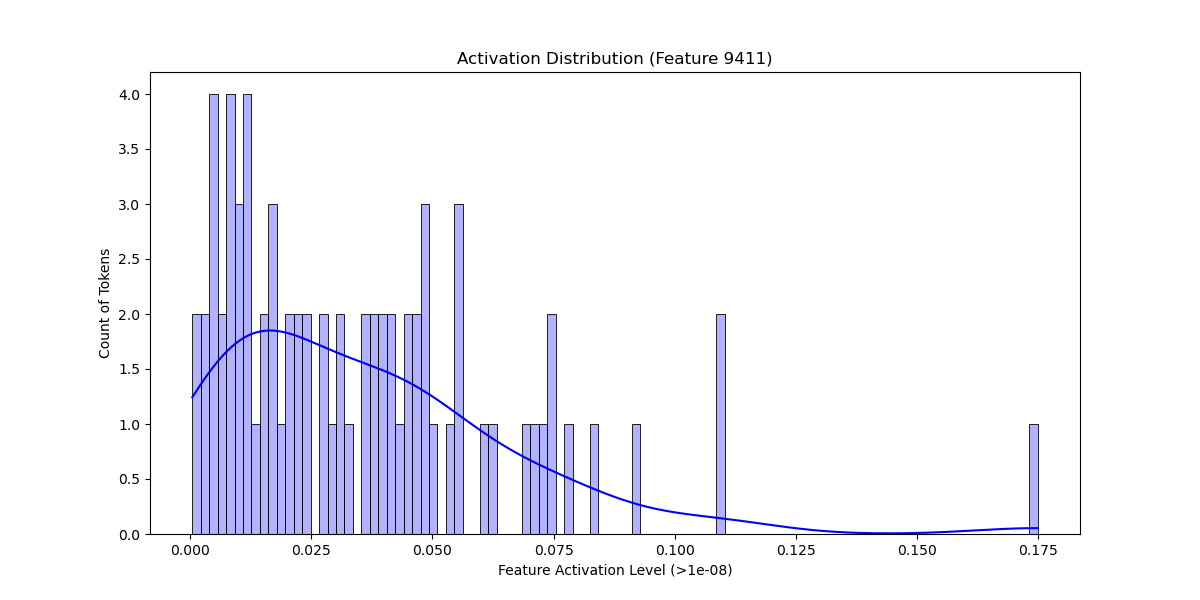 Activation Distribution (Feature 9411)
Count of Tokens
4.0
3.5
3.0
2.5
2.0
1.5
1.0
0.5
0.0
0.000 0.025 0.050 0.075 0.100 0.125 0.150 0.175
Feature Activation Level (>1e-08)